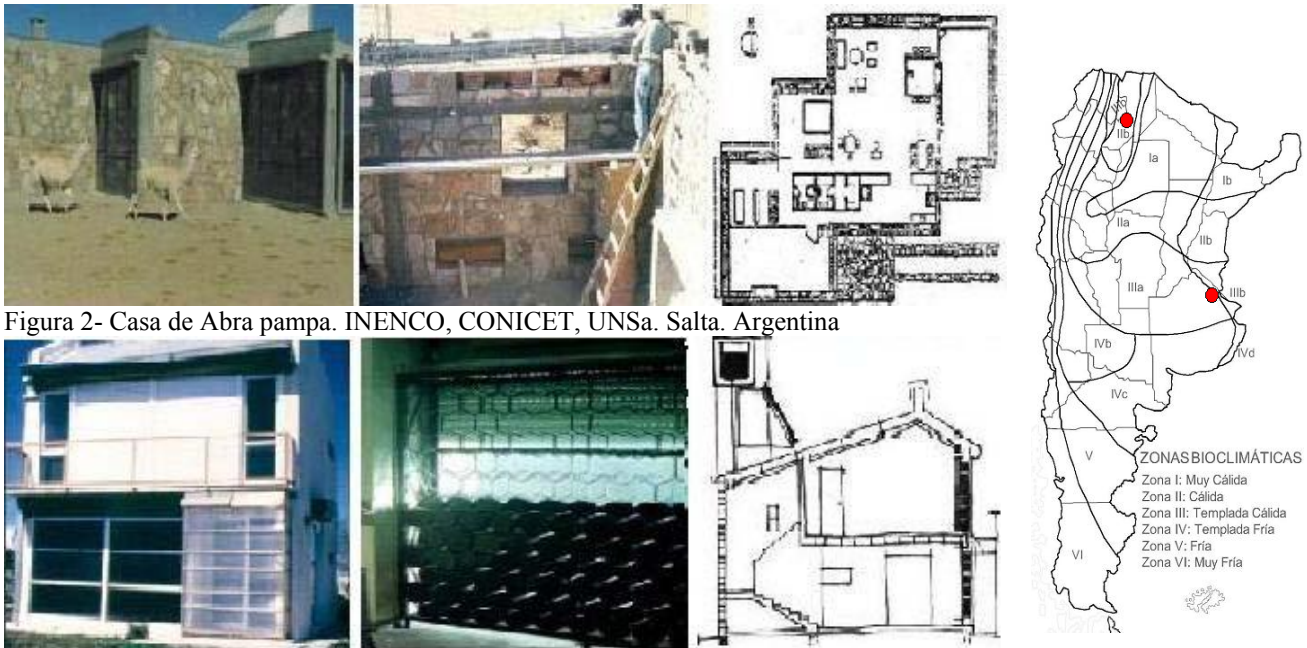 Figura 2- Casa de Abra pampa. INENCO, CONICET, UNSa. Salta. Argentina
IIb
Ia
Ib
IIa
IIb
IIIa
IIIb
IVb
IVd
IVc
V
VI
ZONAS BIOCLIMÁTICAS
Zona I: Muy Cálida
Zona II: Cálida
Zona III: Templada Cálida
Zona IV: Templada Fría
Zona V: Fría
Zona VI: Muy Fría